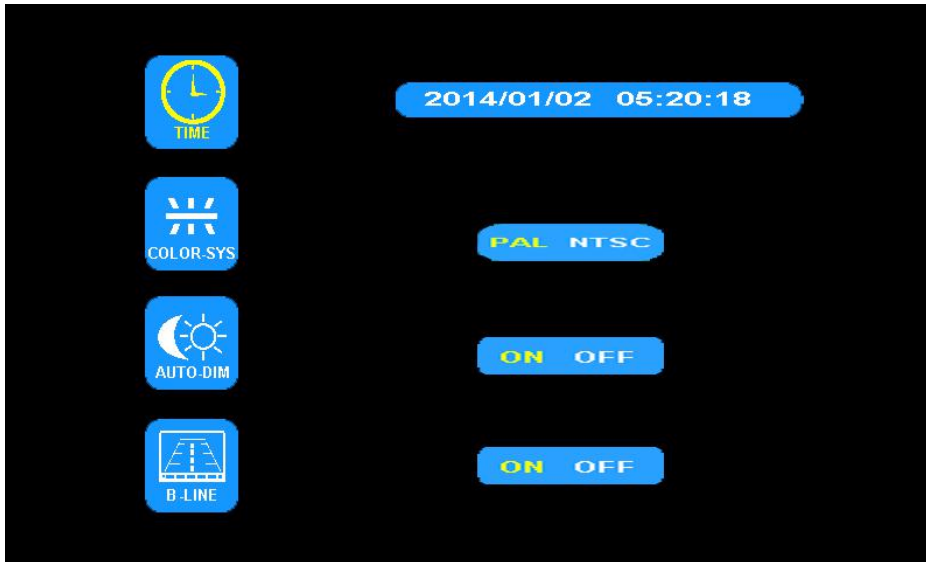 TIME
2014/01/02 05:20:18
COLOR-SYS
PAL NTSC
AUTO-DIM
ON OFF
B-LINE
ON OFF